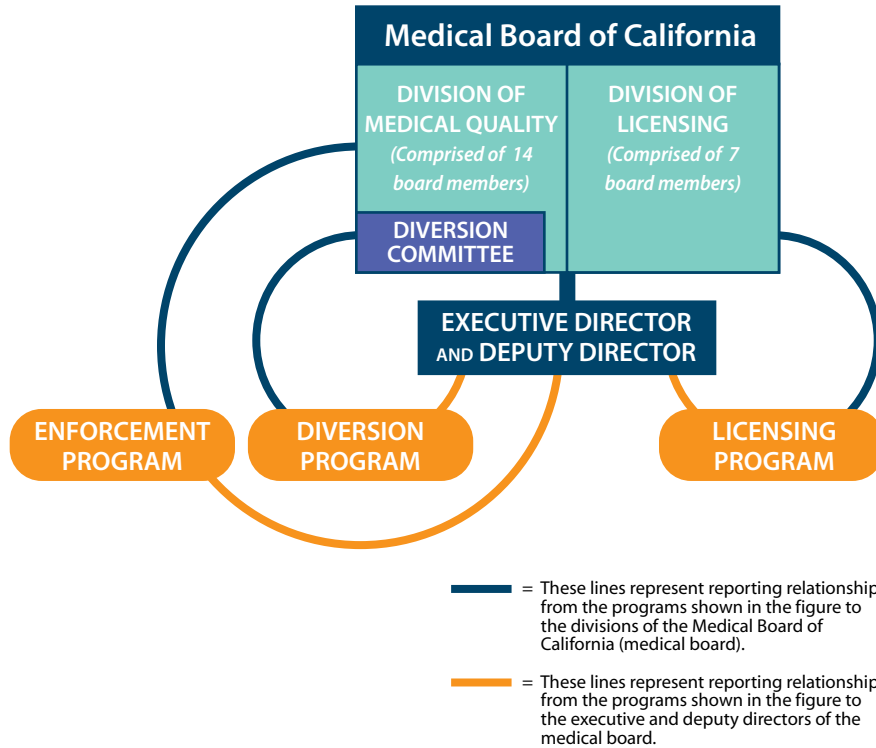 Medical Board of California
DIVISION OF
MEDICAL QUALITY
(Comprised of 14
board members)
DIVISION OF
LICENSING
(Comprised of 7
board members)
DIVERSION
COMMITTEE
EXECUTIVE DIRECTOR
AND DEPUTY DIRECTOR
ENFORCEMENT
PROGRAM
DIVERSION
PROGRAM
LICENSING
PROGRAM
= These lines represent reporting relationship
from the programs shown in the figure to
the divisions of the Medical Board of
California (medical board).
= These lines represent reporting relationship
from the programs shown in the figure to
the executive and deputy directors of the
medical board.